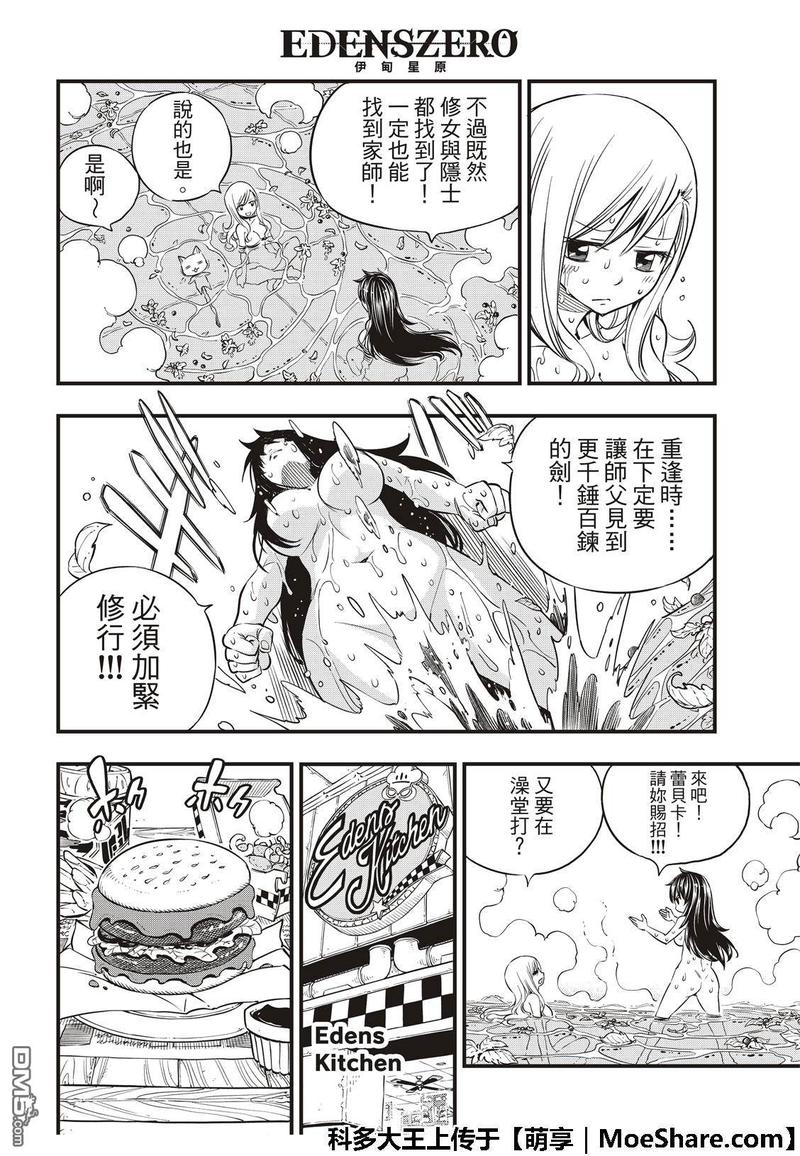 EDENSZERO
伊甸星原
不過既然
修女與隱士
都找到了！
一定也能
找到家師！
說的也是。
是啊～
重逢時……
在下定要
讓師父見到
更千錘百鍊
的劍！
必須加緊
修行!!!
來吧！
蕾貝卡！
請妳賜招!!!
又要在
澡堂打？
Edens
Kitchen
Edens
Kitchen
ホホ
DM5.com
科多大王上传于【萌享／MoeShare.com】